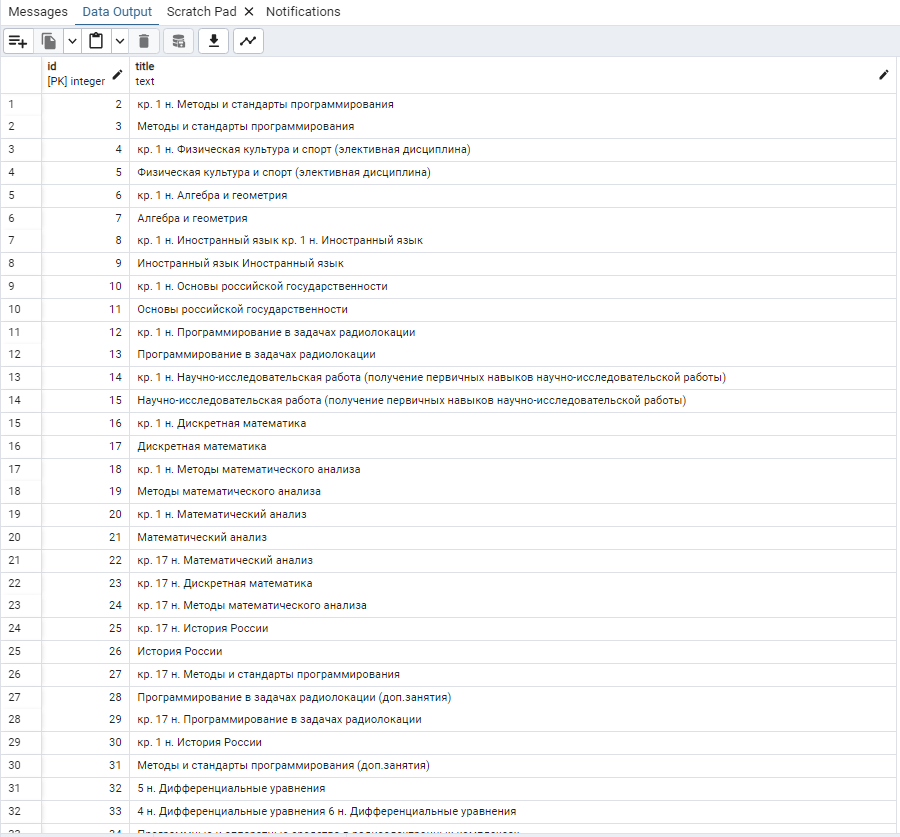 Messages Data Output Scratch Pad Notifications
id title
[PK] integer text
1 2 кр. 1 н. Методы и стандарты программирования
2 3 Методы и стандарты программирования
3 4 кр. 1 н. Физическая культура и спорт (элективная дисциплина)
4 5 Физическая культура и спорт (элективная дисциплина)
5 6 кр. 1 н. Алгебра и геометрия
6 7 Алгебра и геометрия
7 8 кр. 1 н. Иностранный язык кр. 1 н. Иностранный язык
8 9 Иностранный язык Иностранный язык
9 10 кр. 1 н. Основы российской государственности
10 11 Основы российской государственности
11 12 кр. 1 н. Программирование в задачах радиолокации
12 13 Программирование в задачах радиолокации
13 14 кр. 1 н. Научно-исследовательская работа (получение первичных навыков научно-исследовательской работы)
14 15 Научно-исследовательская работа (получение первичных навыков научно-исследовательской работы)
15 16 кр. 1 н. Дискретная математика
16 17 Дискретная математика
17 18 кр. 1 н. Методы математического анализа
18 19 Методы математического анализа
19 20 кр. 1 н. Математический анализ
20 21 Математический анализ
21 22 кр. 17 н. Математический анализ
22 23 кр. 17 н. Дискретная математика
23 24 кр. 17 н. Методы математического анализа
24 25 кр. 17 н. История России
25 26 История России
26 27 кр. 17 н. Методы и стандарты программирования
27 28 Программирование в задачах радиолокации (доп.занятия)
28 29 кр. 17 н. Программирование в задачах радиолокации
29 30 кр. 1 н. История России
30 31 Методы и стандарты программирования (доп.занятия)
31 32 5 н. Дифференциальные уравнения
32 33 4 н. Дифференциальные уравнения 6 н. Дифференциальные уравнения